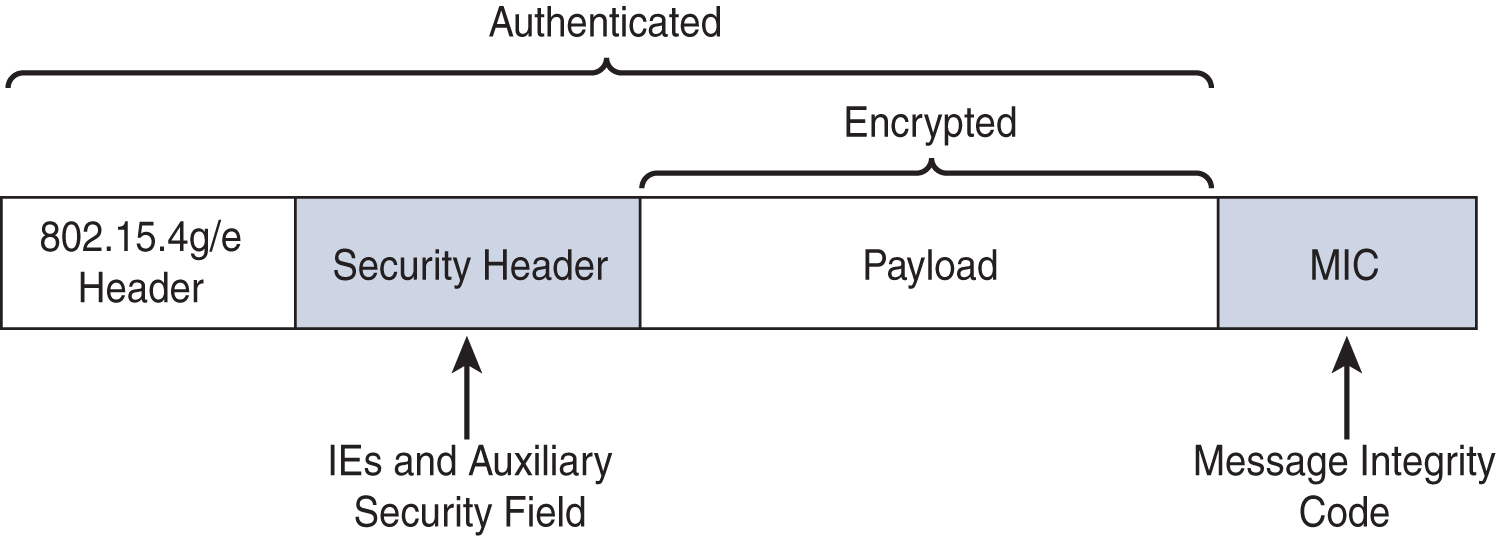 Authenticated
Encrypted
802.15.4g/e
Header
Security Header
Payload
MIC
IEs and Auxiliary
Security Field
Message Integrity
Code